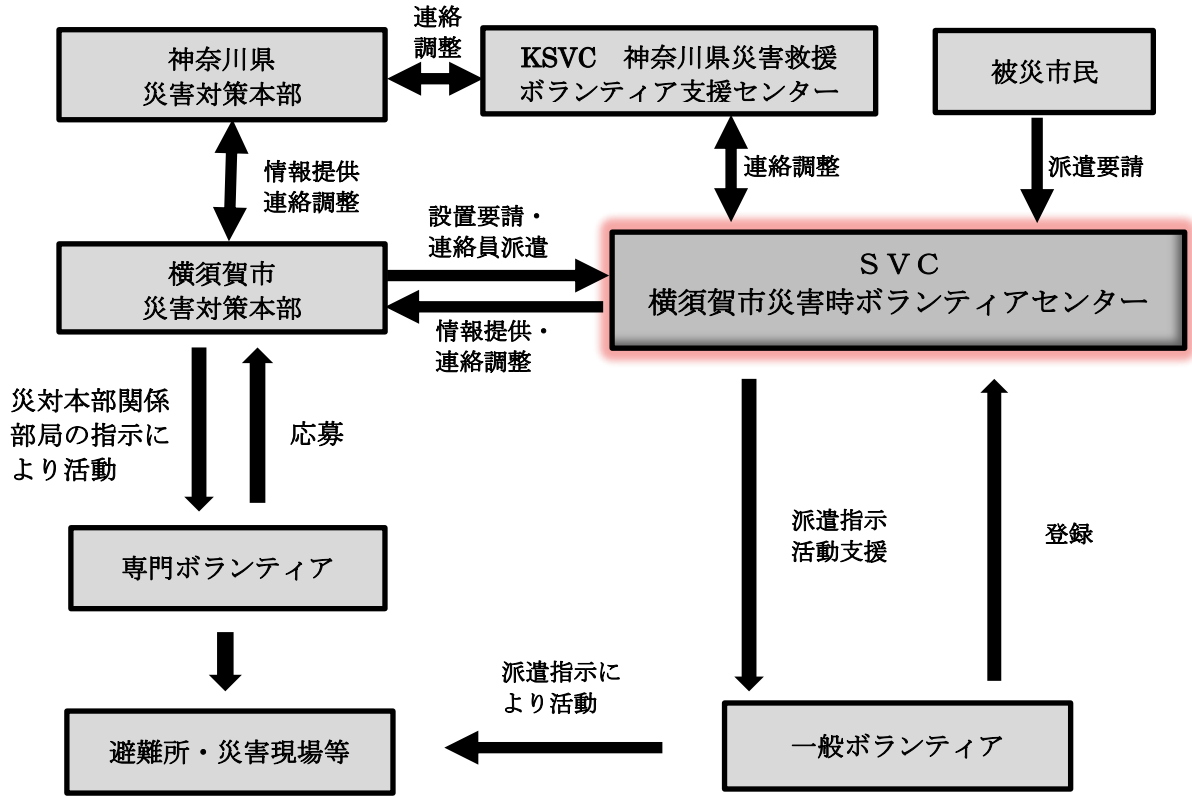 連絡
調整
神奈川県
災害対策本部
KSVC 神奈川県災害救援
ボランティア支援センター
被災市民
情報提供
連絡調整
連絡調整
派遣要請
設置要請・
連絡員派遣
横須賀市
災害対策本部
ＳＶＣ
横須賀市災害時ボランティアセンター
情報提供・
連絡調整
災対本部関係
部局の指示に
より活動
応募
専門ボランティア
派遣指示
活動支援
登録
派遣指示に
より活動
避難所・災害現場等
一般ボランティア